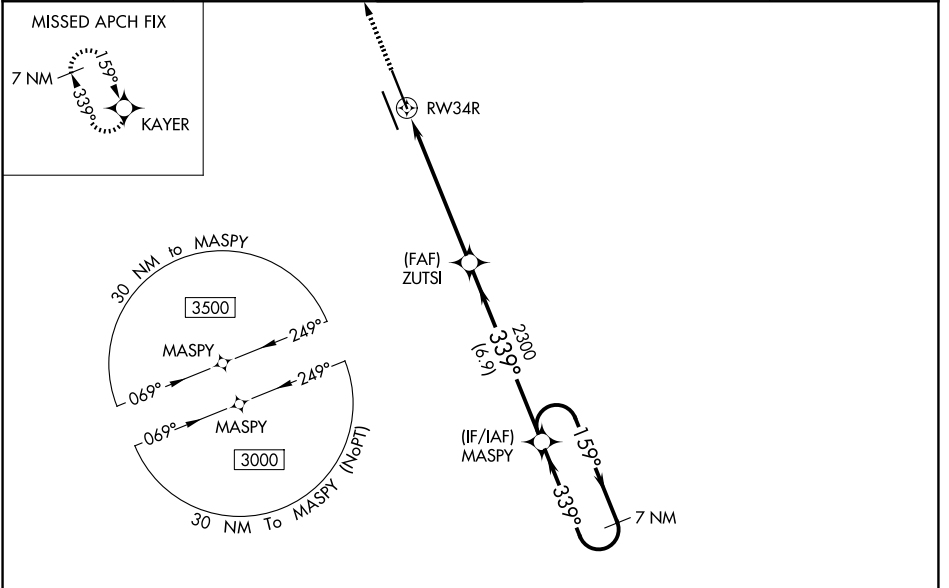 MISSED APCH FIX
7 NM
159°
339°
KAYER
RW34R
(FAF)
ZUTSI
2300
339°
(6.9)
(IF/IAF)
MASPY
159°
339°
7 NM
30 NM to MASPY
3500
249°
MASPY
069°
249°
069°
MASPY
3000
30 NM To MASPY (NoPT)